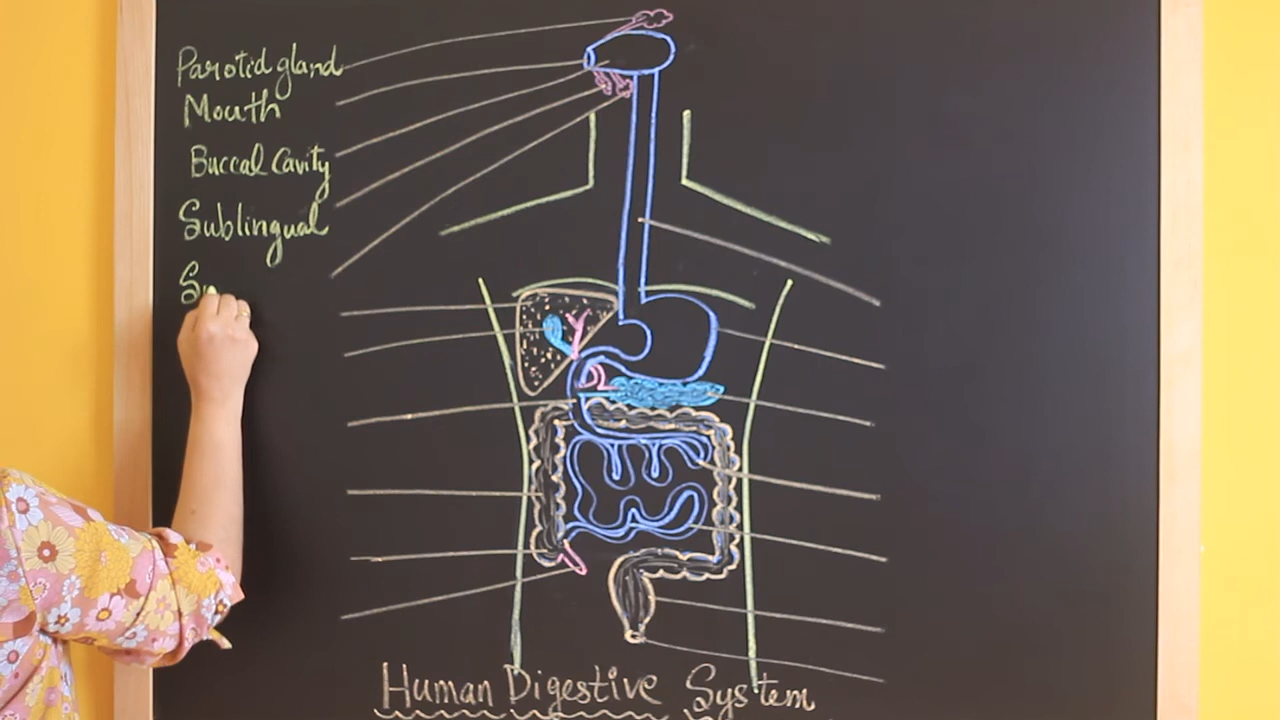 Parotid gland
Mouth
Buccal Cavity
Sublingual
Human Digestive System